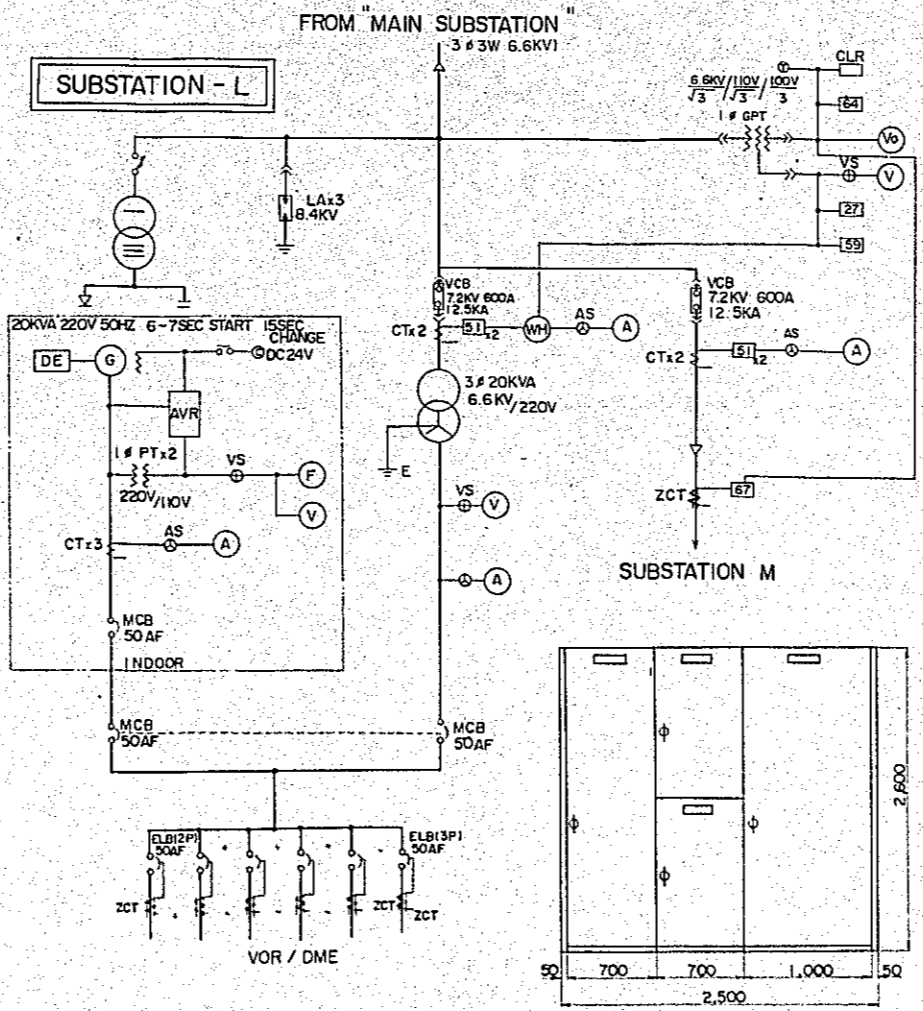 FROM "MAIN SUBSTATION"
3φ3W 6.6KV
SUBSTATION - L
CLR
6.6KV/√3 / 110V/√3 / 100V/3
64
1φ GPT
Vo
VS
V
27
59
LAx3
8.4KV
VCB
7.2KV 600A
12.5KA
CTx2
51
x2
WH
AS
A
VCB
7.2KV 600A
12.5KA
CTx2
51
x2
AS
A
20KVA 220V 50HZ 6-7SEC START 15SEC
CHANGE
DC24V
DE
G
AVR
1φ PTx2
220V/110V
VS
F
V
CTx3
AS
A
MCB
50AF
INDOOR
3φ 20KVA
6.6KV/220V
E
VS
V
A
ZCT
67
SUBSTATION M
MCB
50AF
MCB
50AF
ELB(2P)
50AF
ELB(3P)
50AF
ZCT
ZCT
ZCT
VOR / DME
2,600
50
700
700
1,000
50
2,500